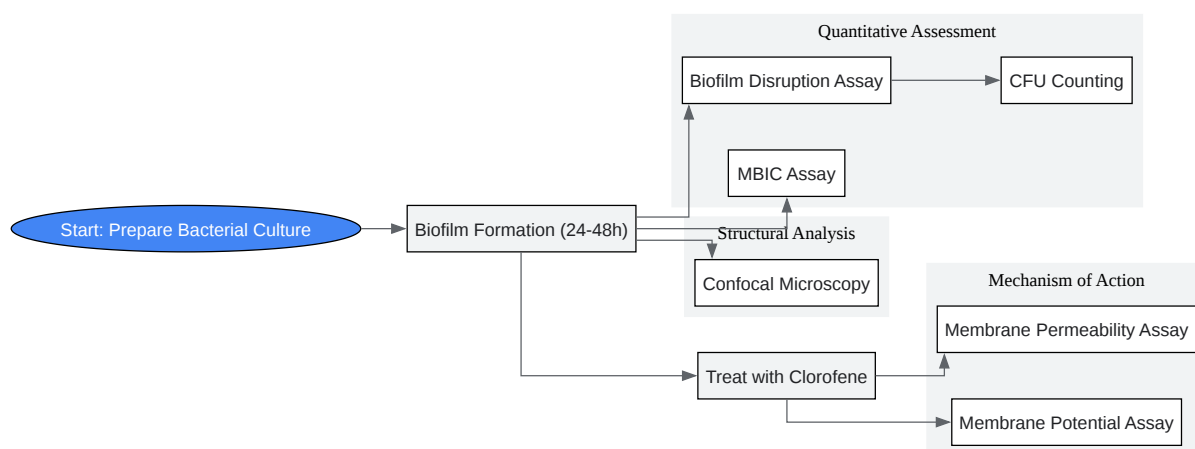 Quantitative Assessment
Biofilm Disruption Assay
CFU Counting
MBIC Assay
Start: Prepare Bacterial Culture
Biofilm Formation (24-48h)
Structural Analysis
Confocal Microscopy
Mechanism of Action
Membrane Permeability Assay
Treat with Clorofene
Membrane Potential Assay